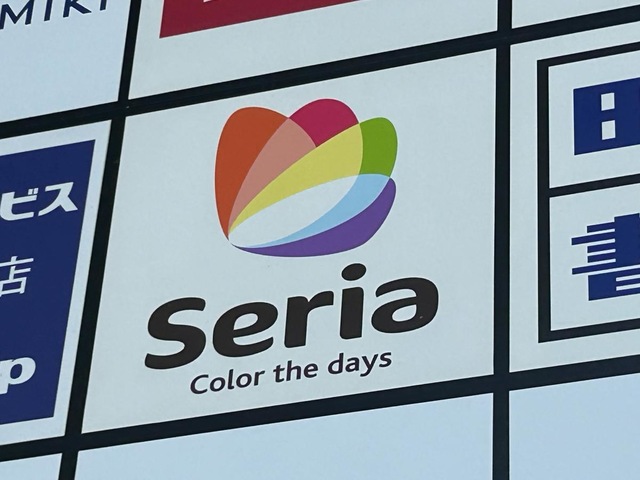 MIKI
ビス
店
Seria
Color the days